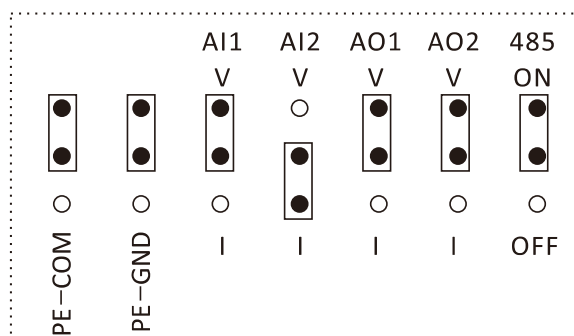 AI1 AI2 AO1 AO2 485
V V V V ON
I I I I OFF
PE-COM
PE-GND